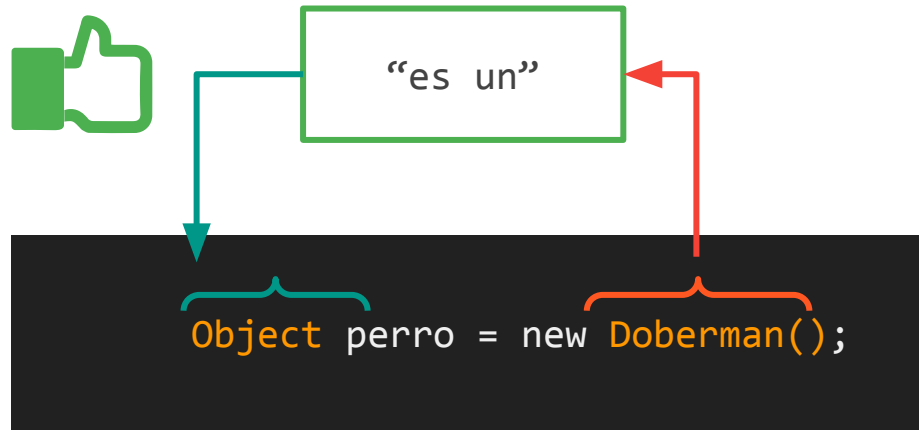 “es un”
Object perro = new Doberman();